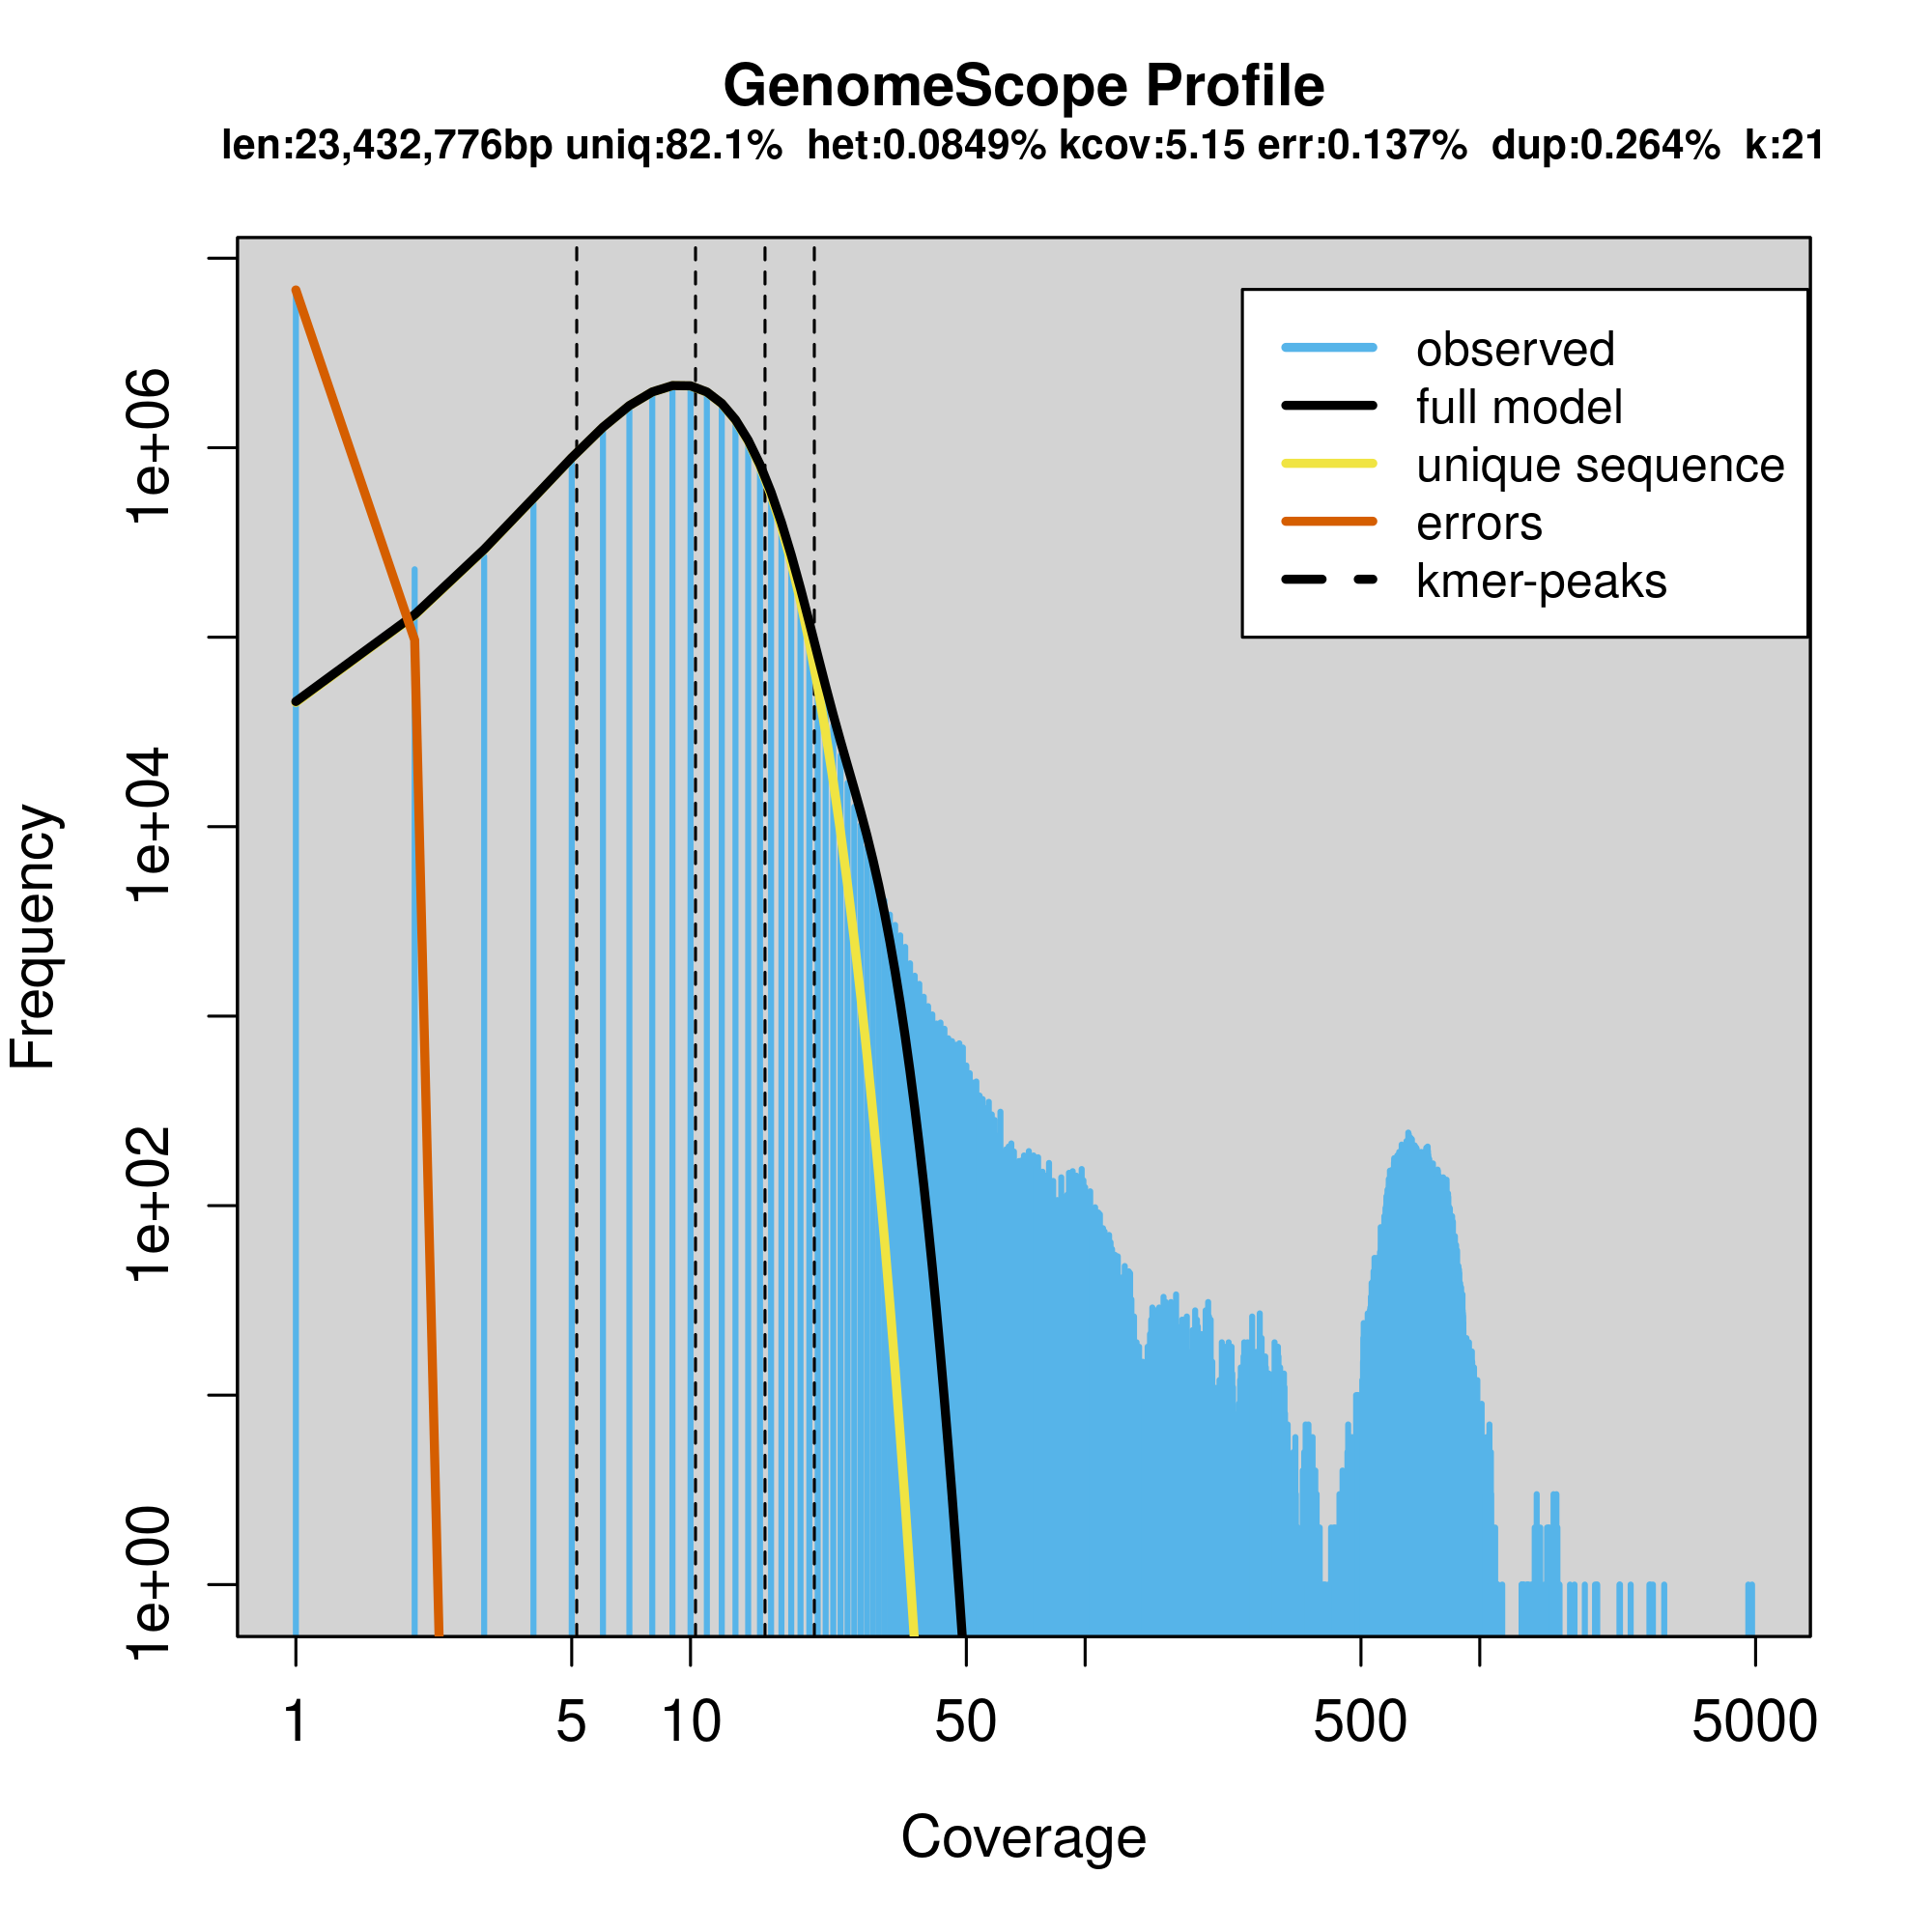 GenomeScope Profile
len:23,432,776bp uniq:82.1%  het:0.0849% kcov:5.15 err:0.137%  dup:0.264%  k:21
observed
full model
unique sequence
errors
kmer-peaks
Frequency
1e+06
1e+04
1e+02
1e+00
1 5 10 50 500 5000
Coverage